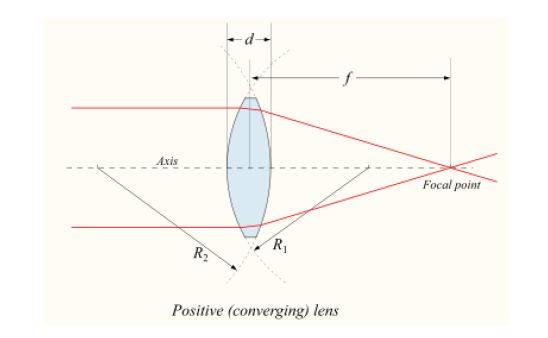 d
f
Axis
Focal point
R2
R1
Positive (converging) lens